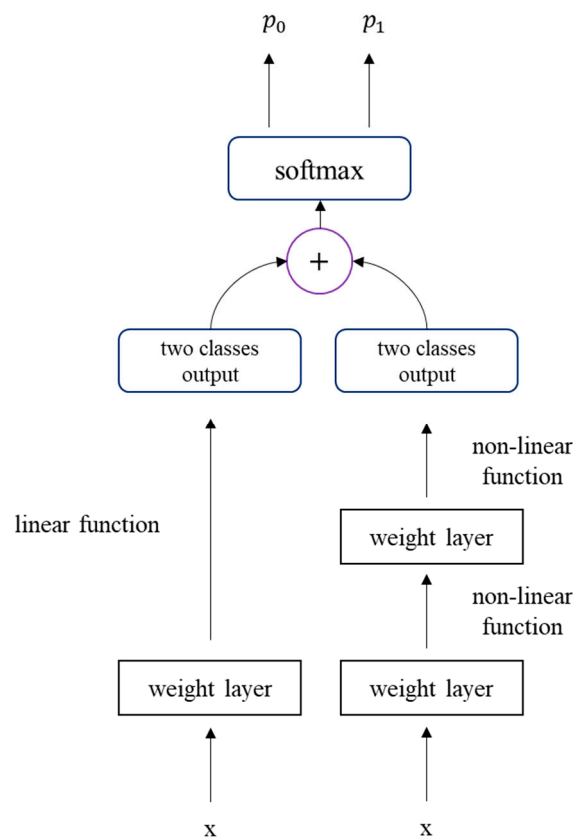 p₀ p₁
softmax
+
two classes
output
two classes
output
non-linear
function
linear function
weight layer
non-linear
function
weight layer
weight layer
x
x